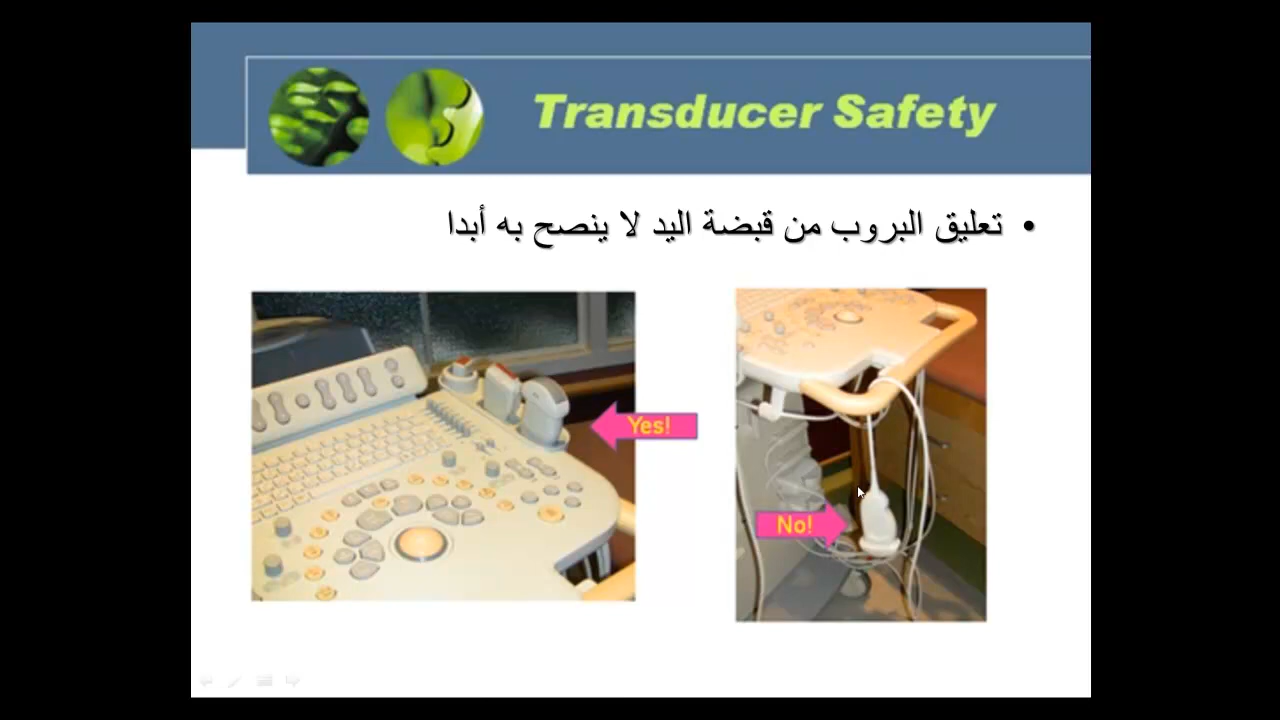 Transducer Safety
• تعليق البروب من قبضة اليد لا ينصح به أبدا
Yes!
No!